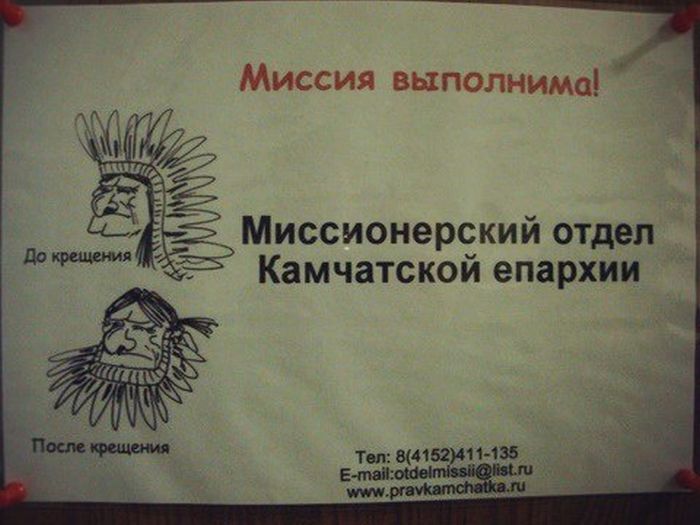 Миссия выполнима!
До крещения
Миссионерский отдел
Камчатской епархии
После крещения
Тел: 8(4152)411-135
E-mail:otdelmissii@list.ru
www.pravkamchatka.ru